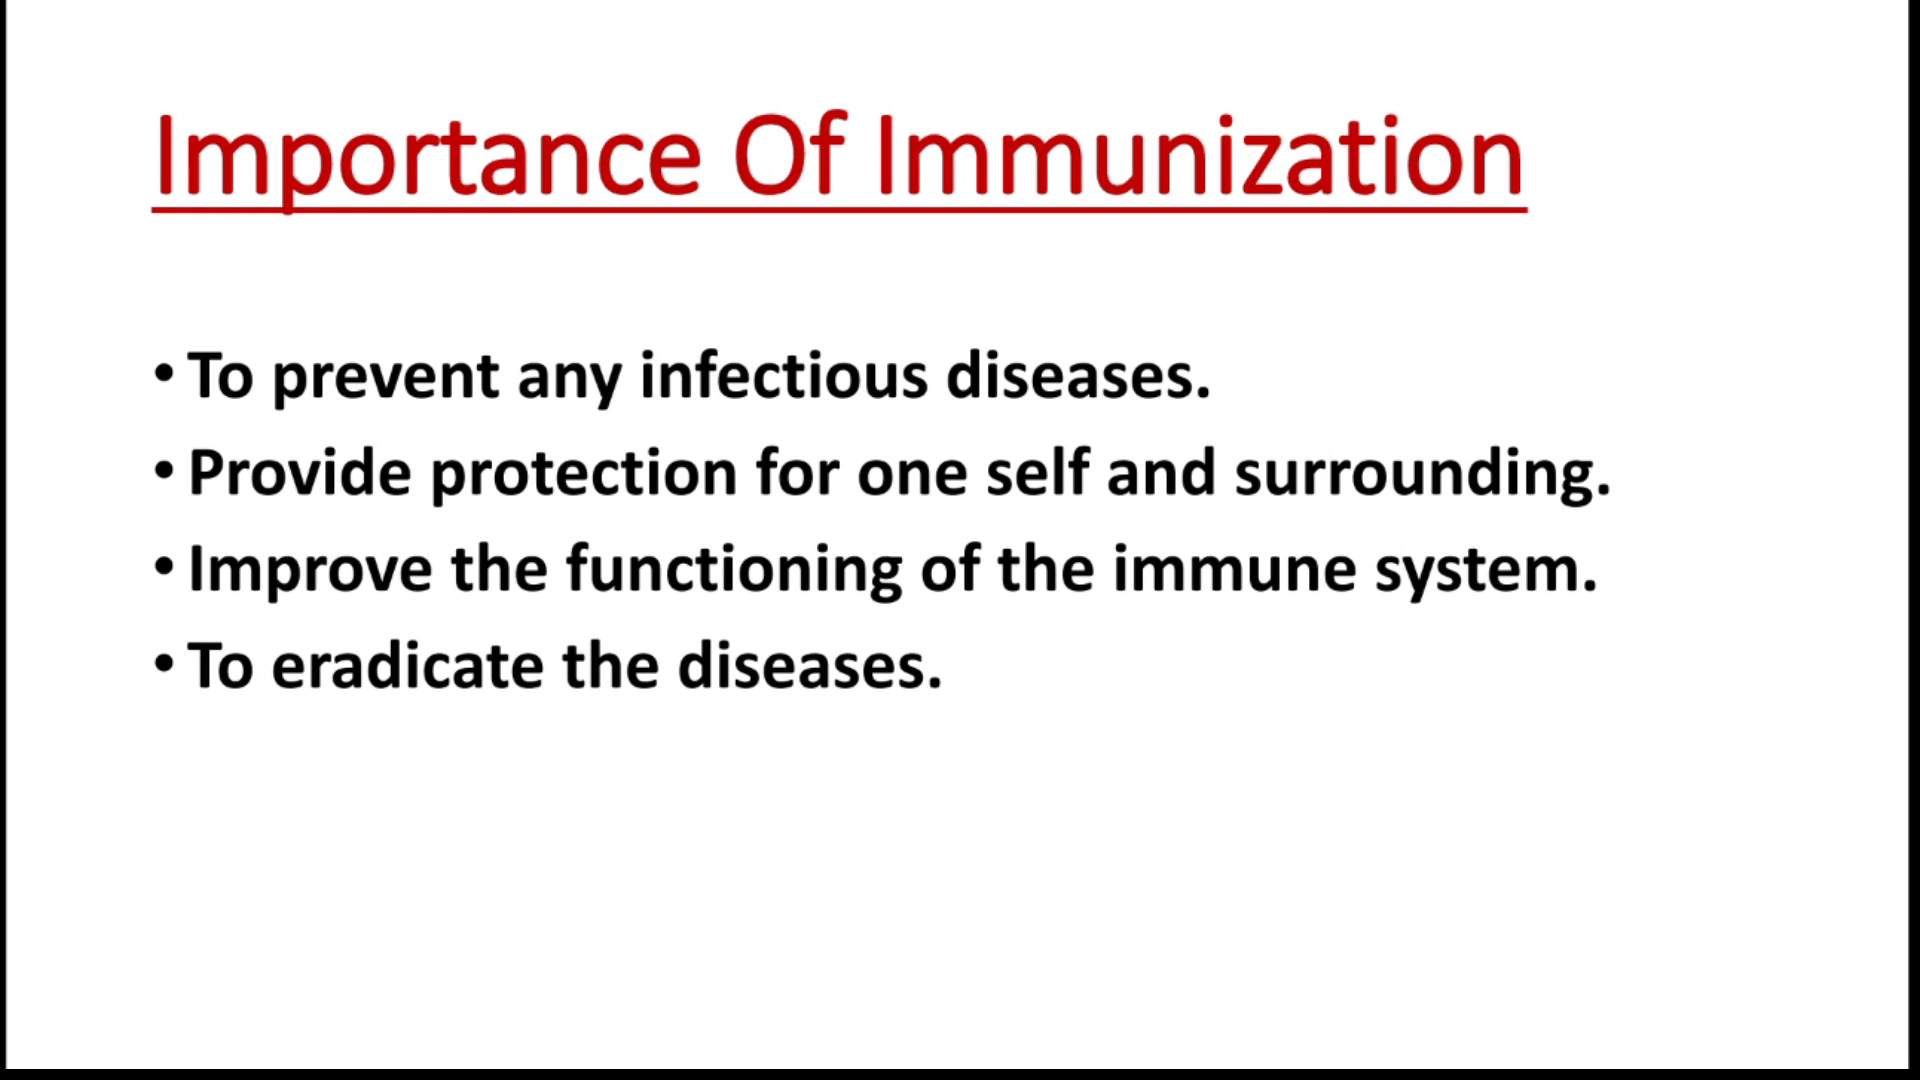 Importance Of Immunization
• To prevent any infectious diseases.
• Provide protection for one self and surrounding.
• Improve the functioning of the immune system.
• To eradicate the diseases.